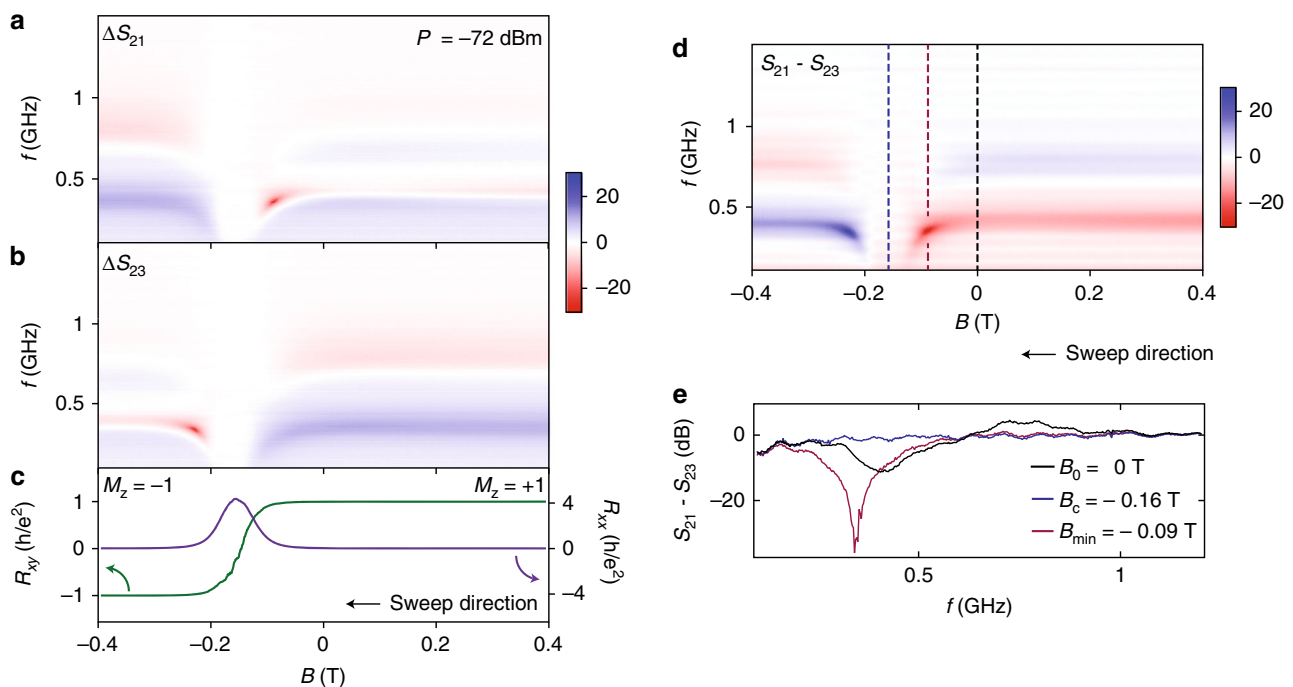 a
ΔS21
P = –72 dBm
f (GHz)
1
0.5
20
0
–20
b
ΔS23
f (GHz)
1
0.5
c
Mz = –1
Mz = +1
Rxy (h/e2)
1
0
–1
Rxx (h/e2)
4
0
–4
Sweep direction
–0.4
–0.2
0
0.2
0.4
B (T)
d
S21 - S23
f (GHz)
1
0.5
20
0
–20
–0.4
–0.2
0
0.2
0.4
B (T)
Sweep direction
e
S21 - S23 (dB)
0
–20
B0 = 0 T
Bc = – 0.16 T
Bmin = – 0.09 T
0.5
1
f (GHz)